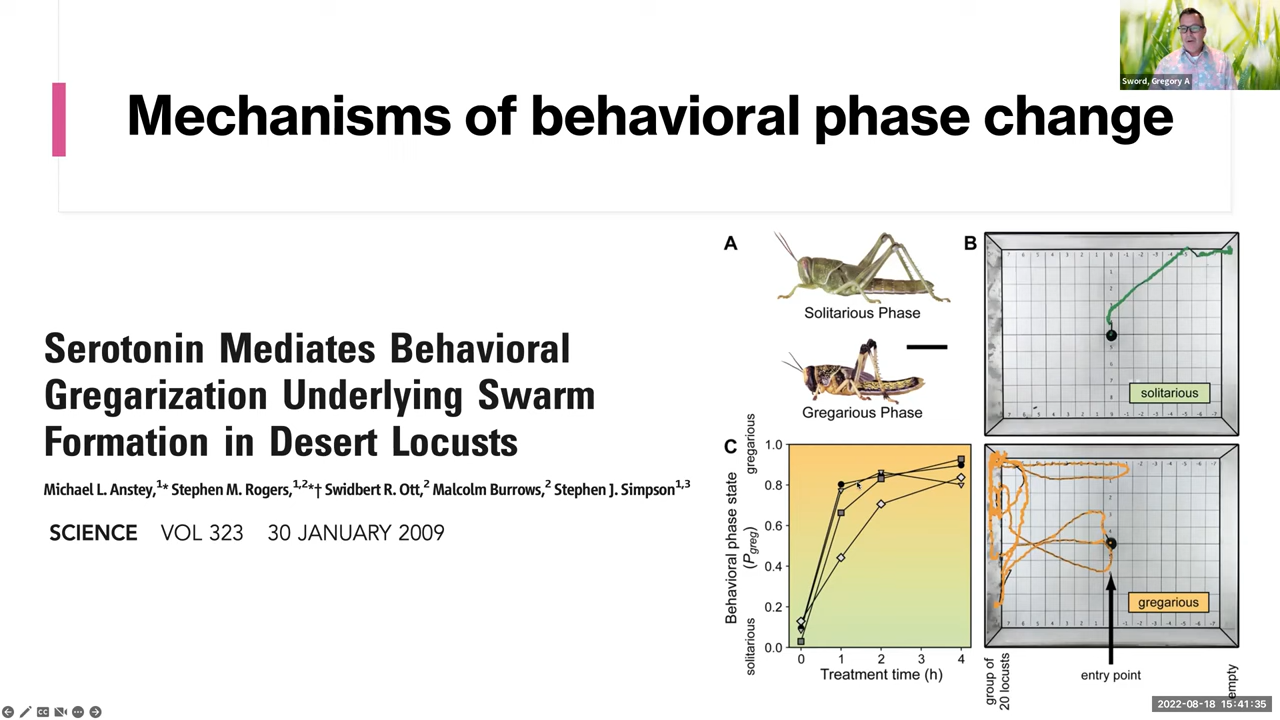 Sword, Gregory A
Mechanisms of behavioral phase change
Serotonin Mediates Behavioral
Gregarization Underlying Swarm
Formation in Desert Locusts
Michael L. Anstey,1* Stephen M. Rogers,1,2*† Swidbert R. Ott,2 Malcolm Burrows,2 Stephen J. Simpson1,3
SCIENCE VOL 323 30 JANUARY 2009
A
Solitarious Phase
Gregarious Phase
B
solitarious
gregarious
entry point
group of
20 locusts
empty
C
gregarious
Behavioral phase state
(Pgreg)
solitarious
1.0
0.8
0.6
0.4
0.2
0.0
0 1 2 4
Treatment time (h)
CC
2022-08-18 15:41:35